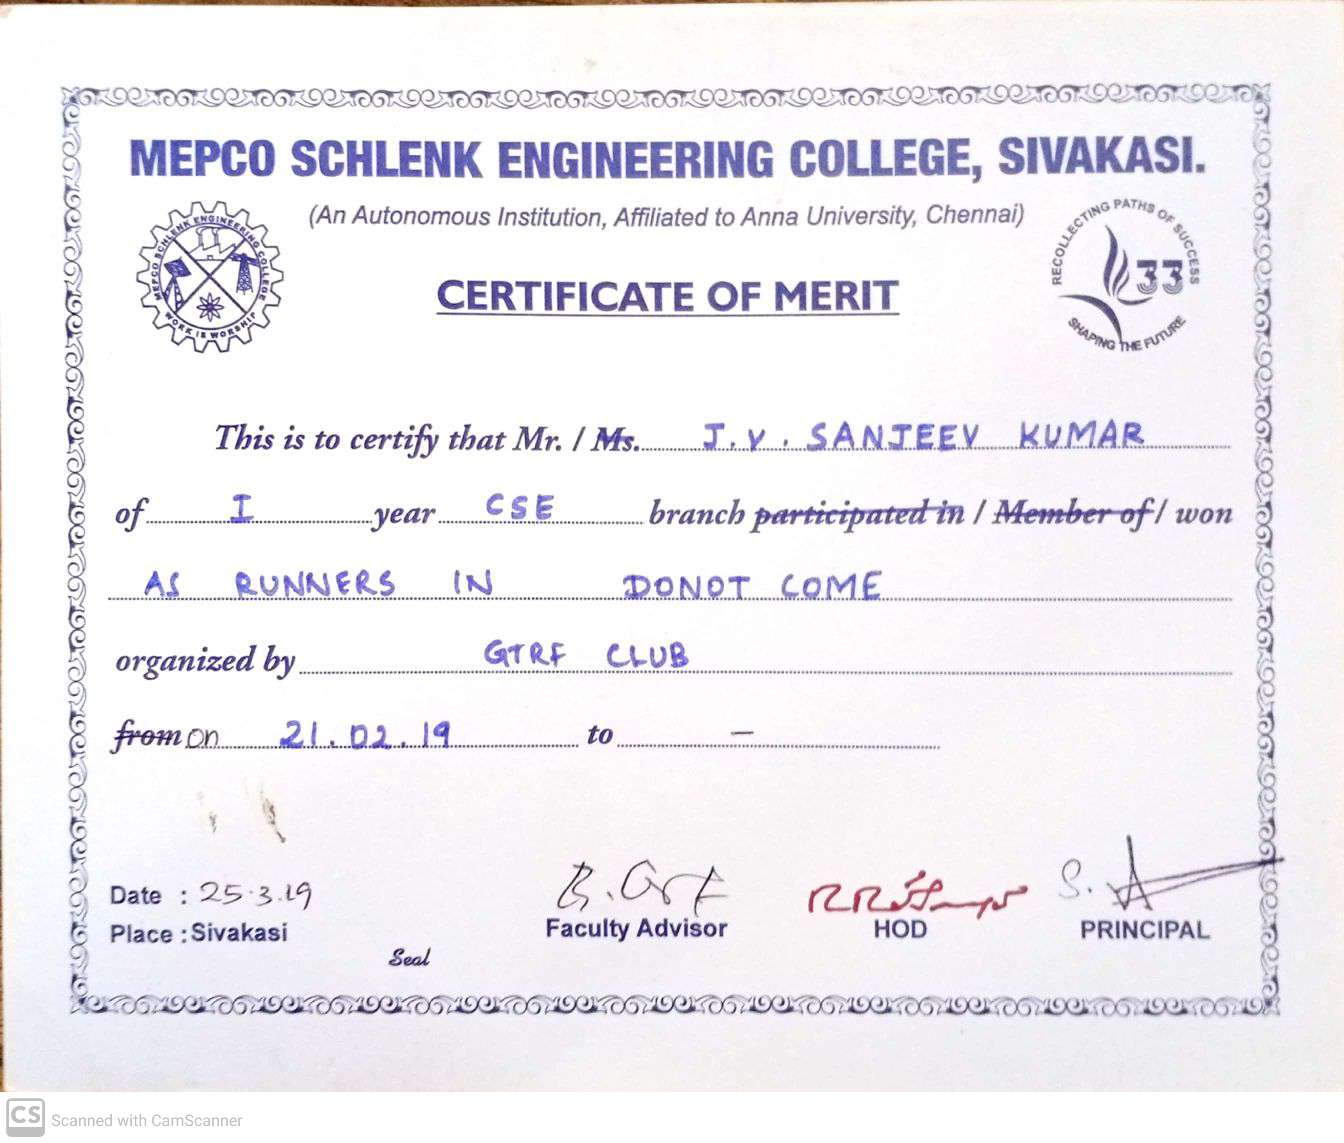 MEPCO SCHLENK ENGINEERING COLLEGE, SIVAKASI.
(An Autonomous Institution, Affiliated to Anna University, Chennai)
MEPCO SCHLENK ENGINEERING COLLEGE
WORK IS WORSHIP
RECOLLECTING PATHS OF SUCCESS
33
SHAPING THE FUTURE
CERTIFICATE OF MERIT
This is to certify that Mr. / Ms. J.V. SANJEEV KUMAR
of I year CSE branch participated in / Member of / won
AS RUNNERS IN DONOT COME
organized by GTRF CLUB
from on 21.02.19 to –
Date : 25.3.19
Place : Sivakasi
Seal
Faculty Advisor
HOD
PRINCIPAL
CS Scanned with CamScanner